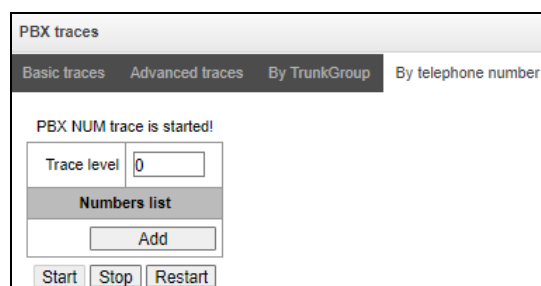 PBX traces
Basic traces Advanced traces By TrunkGroup By telephone number
PBX NUM trace is started!
Trace level 0
Numbers list
Add
Start Stop Restart